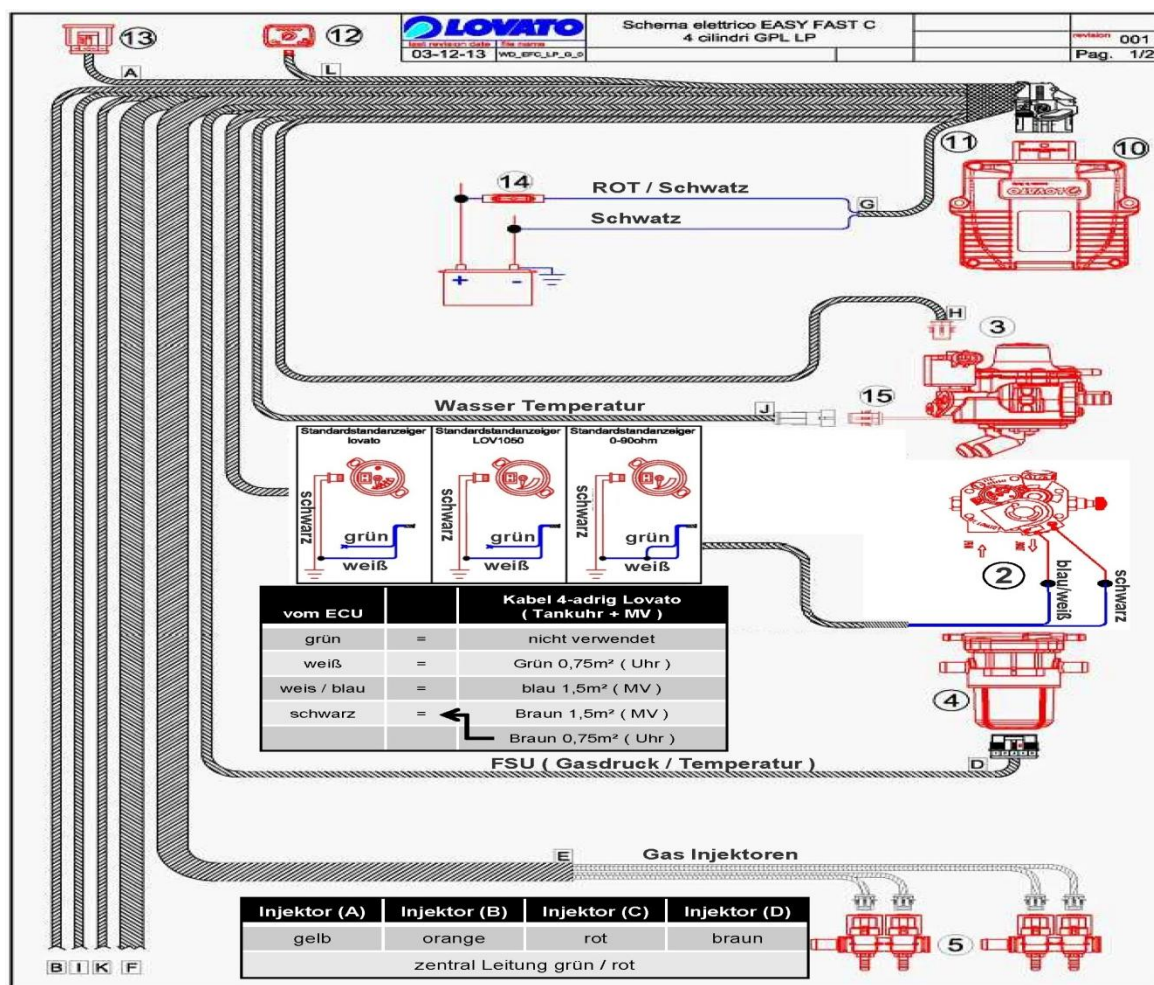 LOVATO
last revision date file name
03-12-13 WD_EFC_LP_G_0
Schema elettrico EASY FAST C
4 cilindri GPL LP
revision 001
Pag. 1/2
13
12
A
L
11
10
LOVATO
14
ROT / Schwatz
Schwatz
G
+ -
H
3
Wasser Temperatur
J
15
Standardstandanzeiger
lovato
schwarz
grün
weiß
Standardstandanzeiger
LOV1050
schwarz
grün
weiß
Standardstandanzeiger
0-90ohm
schwarz
grün
weiß
2
blau/weiß
schwarz
vom ECU Kabel 4-adrig Lovato
( Tankuhr + MV )
grün = nicht verwendet
weiß = Grün 0,75m² ( Uhr )
weis / blau = blau 1,5m² ( MV )
schwarz = Braun 1,5m² ( MV )
Braun 0,75m² ( Uhr )
4
FSU ( Gasdruck / Temperatur )
D
E
Gas Injektoren
Injektor (A) Injektor (B) Injektor (C) Injektor (D)
gelb orange rot braun
zentral Leitung grün / rot
5
B I K F